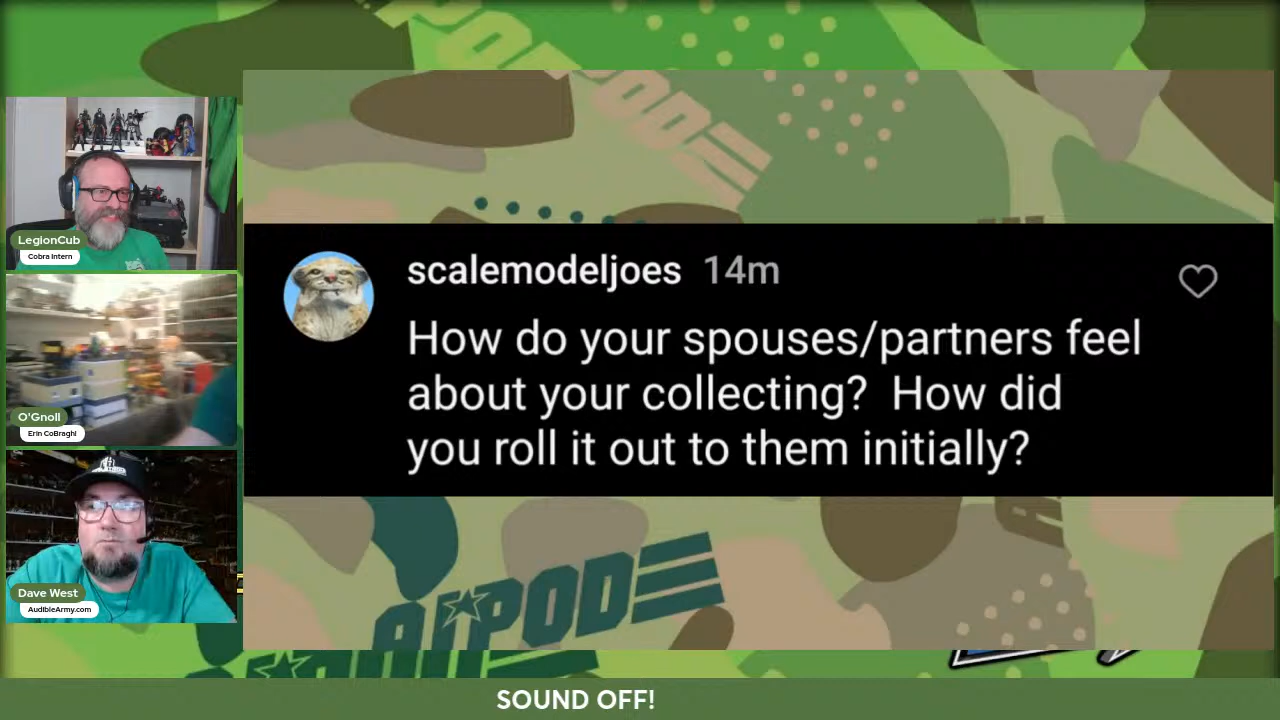 LegionCub
Cobra Intern
O'Gnoll
Erin CoBraghI
Dave West
AudibleArmy.com
scalemodeljoes 14m
How do your spouses/partners feel
about your collecting? How did
you roll it out to them initially?
SOUND OFF!